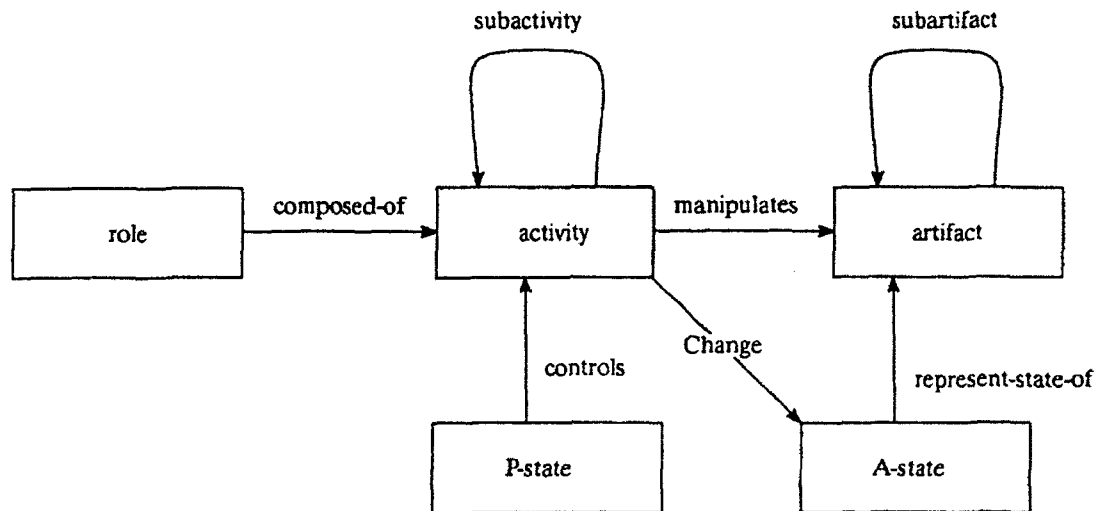 subactivity
subartifact
role
composed-of
activity
manipulates
artifact
Change
controls
represent-state-of
P-state
A-state